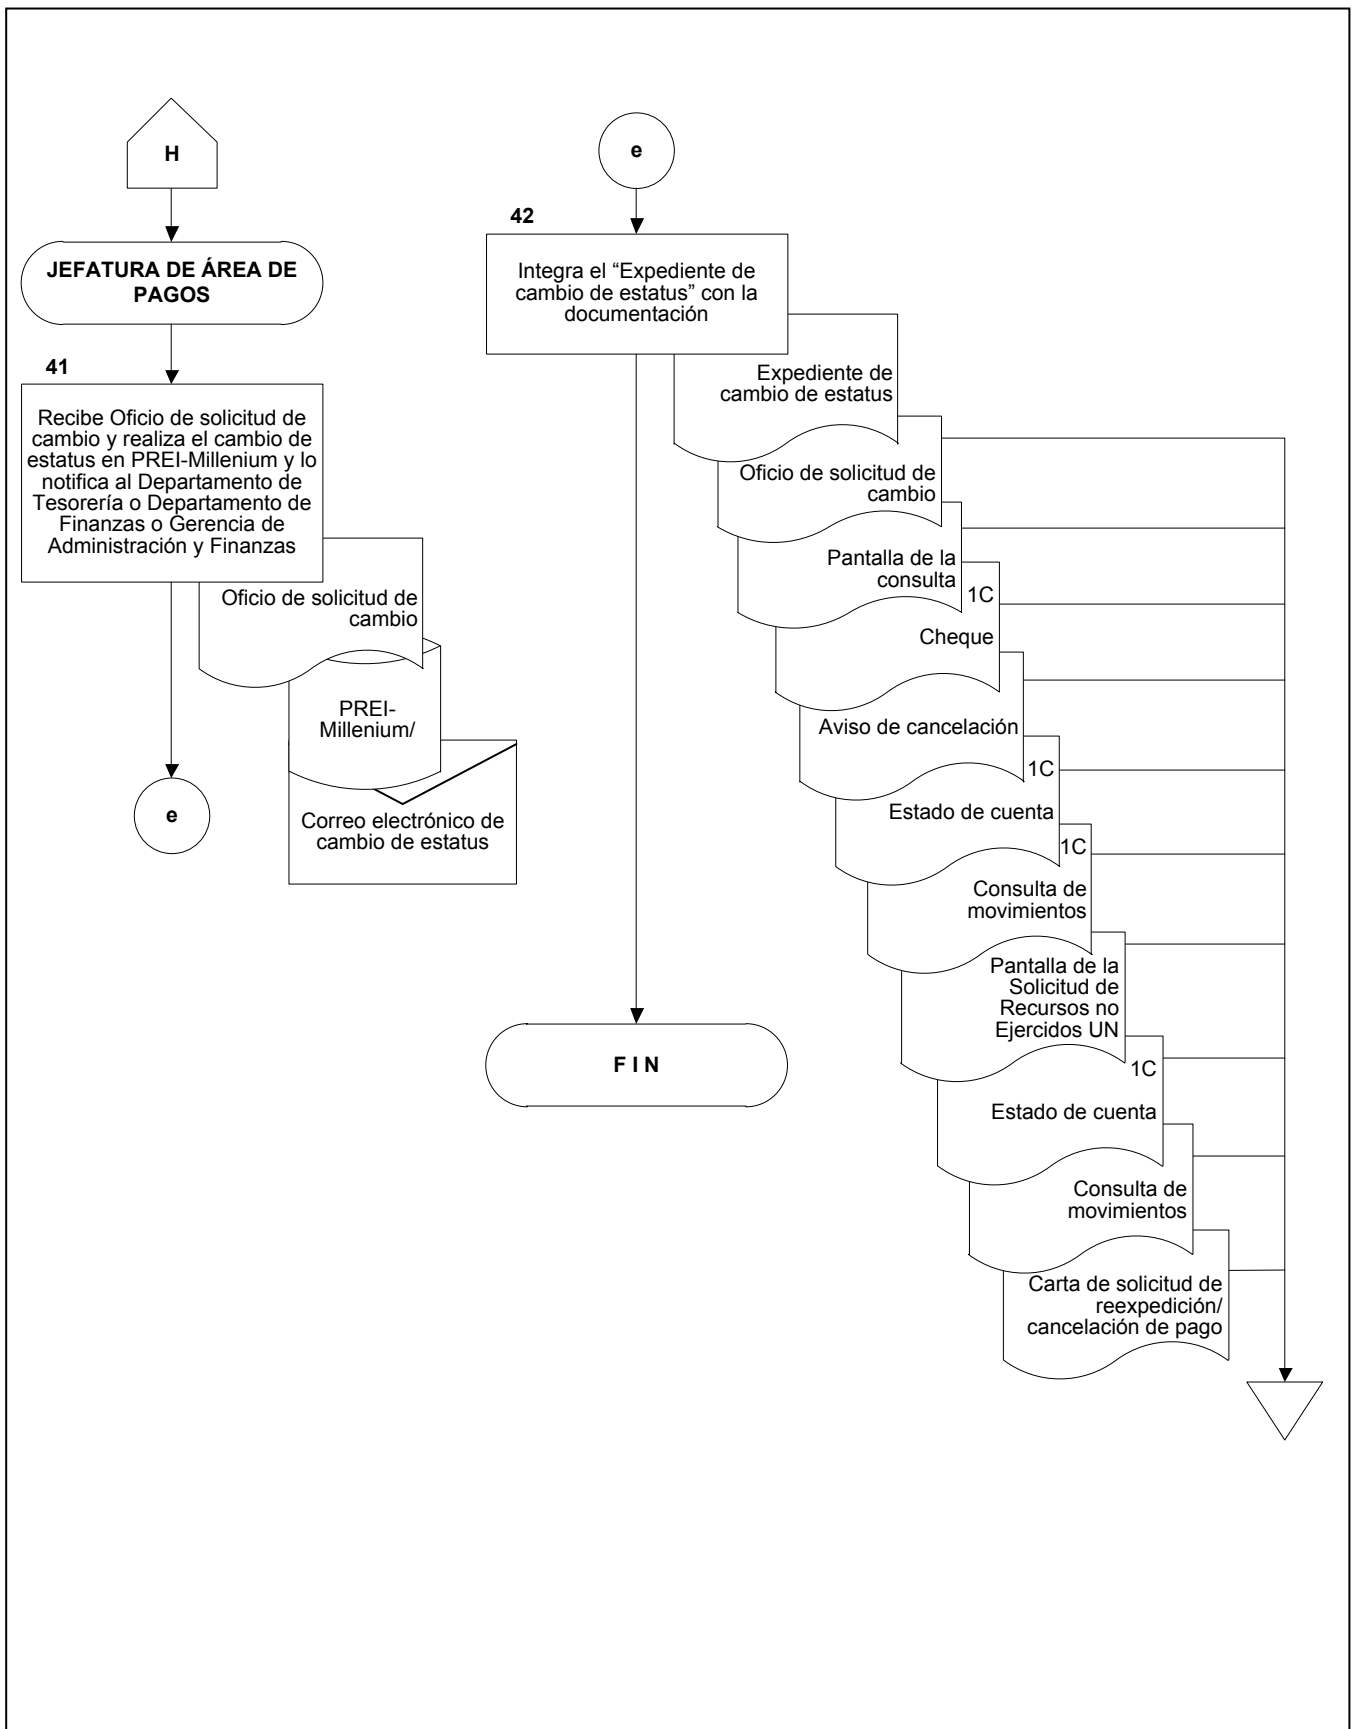 H
JEFATURA DE ÁREA DE
PAGOS
41
Recibe Oficio de solicitud de
cambio y realiza el cambio de
estatus en PREI-Millenium y lo
notifica al Departamento de
Tesorería o Departamento de
Finanzas o Gerencia de
Administración y Finanzas
Oficio de solicitud de
cambio
PREI-
Millenium/
Correo electrónico de
cambio de estatus
e
e
42
Integra el “Expediente de
cambio de estatus” con la
documentación
Expediente de
cambio de estatus
Oficio de solicitud de
cambio
Pantalla de la
consulta
1C
Cheque
Aviso de cancelación
1C
Estado de cuenta
1C
Consulta de
movimientos
Pantalla de la
Solicitud de
Recursos no
Ejercidos UN
1C
Estado de cuenta
Consulta de
movimientos
Carta de solicitud de
reexpedición/
cancelación de pago
F I N